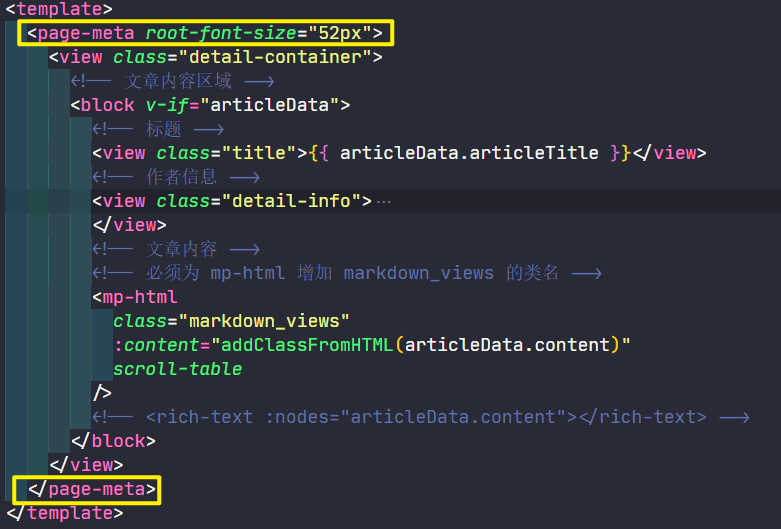 <template>
<page-meta root-font-size="52px">
<view class="detail-container">
<!-- 文章内容区域 -->
<block v-if="articleData">
<!-- 标题 -->
<view class="title">{{ articleData.articleTitle }}</view>
<!-- 作者信息 -->
<view class="detail-info">…
</view>
<!-- 文章内容 -->
<!-- 必须为 mp-html 增加 markdown_views 的类名 -->
<mp-html
class="markdown_views"
:content="addClassFromHTML(articleData.content)"
scroll-table
/>
<!-- <rich-text :nodes="articleData.content"></rich-text> -->
</block>
</view>
</page-meta>
</template>